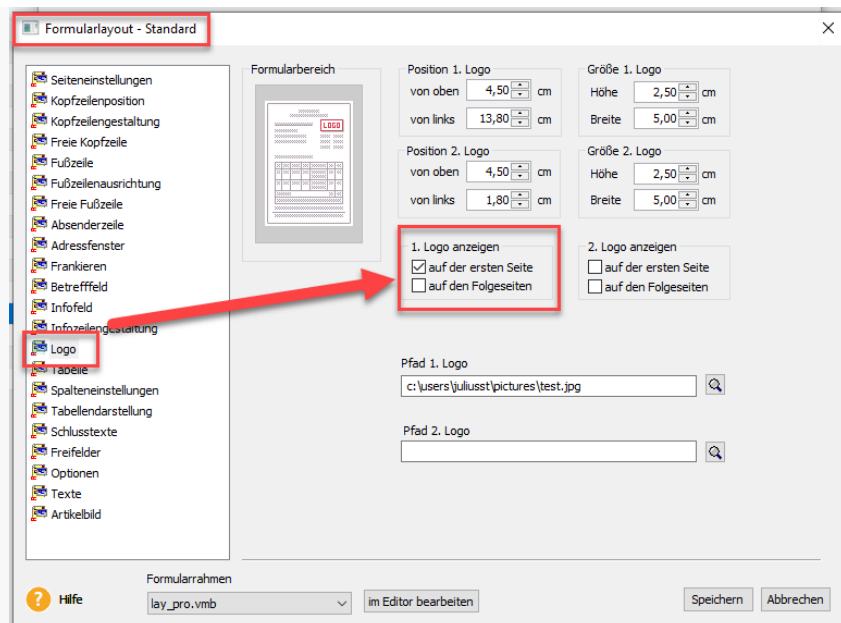 Formularlayout - Standard
Seiteneinstellungen
Kopfzeilenposition
Kopfzeilengestaltung
Freie Kopfzeile
Fußzeile
Fußzeilenausrichtung
Freie Fußzeile
Absenderzeile
Adressfenster
Frankieren
Betrefffeld
Infofeld
Infozeilengestaltung
Logo
Tabelle
Spalteneinstellungen
Tabellendarstellung
Schlusstexte
Freifelder
Optionen
Texte
Artikelbild
Formularbereich
LOGO
Position 1. Logo
von oben 4,50 cm
von links 13,80 cm
Größe 1. Logo
Höhe 2,50 cm
Breite 5,00 cm
Position 2. Logo
von oben 4,50 cm
von links 1,80 cm
Größe 2. Logo
Höhe 2,50 cm
Breite 5,00 cm
1. Logo anzeigen
auf der ersten Seite
auf den Folgeseiten
2. Logo anzeigen
auf der ersten Seite
auf den Folgeseiten
Pfad 1. Logo
c:\users\juliusst\pictures\test.jpg
Pfad 2. Logo
? Hilfe
Formularrahmen
lay_pro.vmb
im Editor bearbeiten
Speichern
Abbrechen